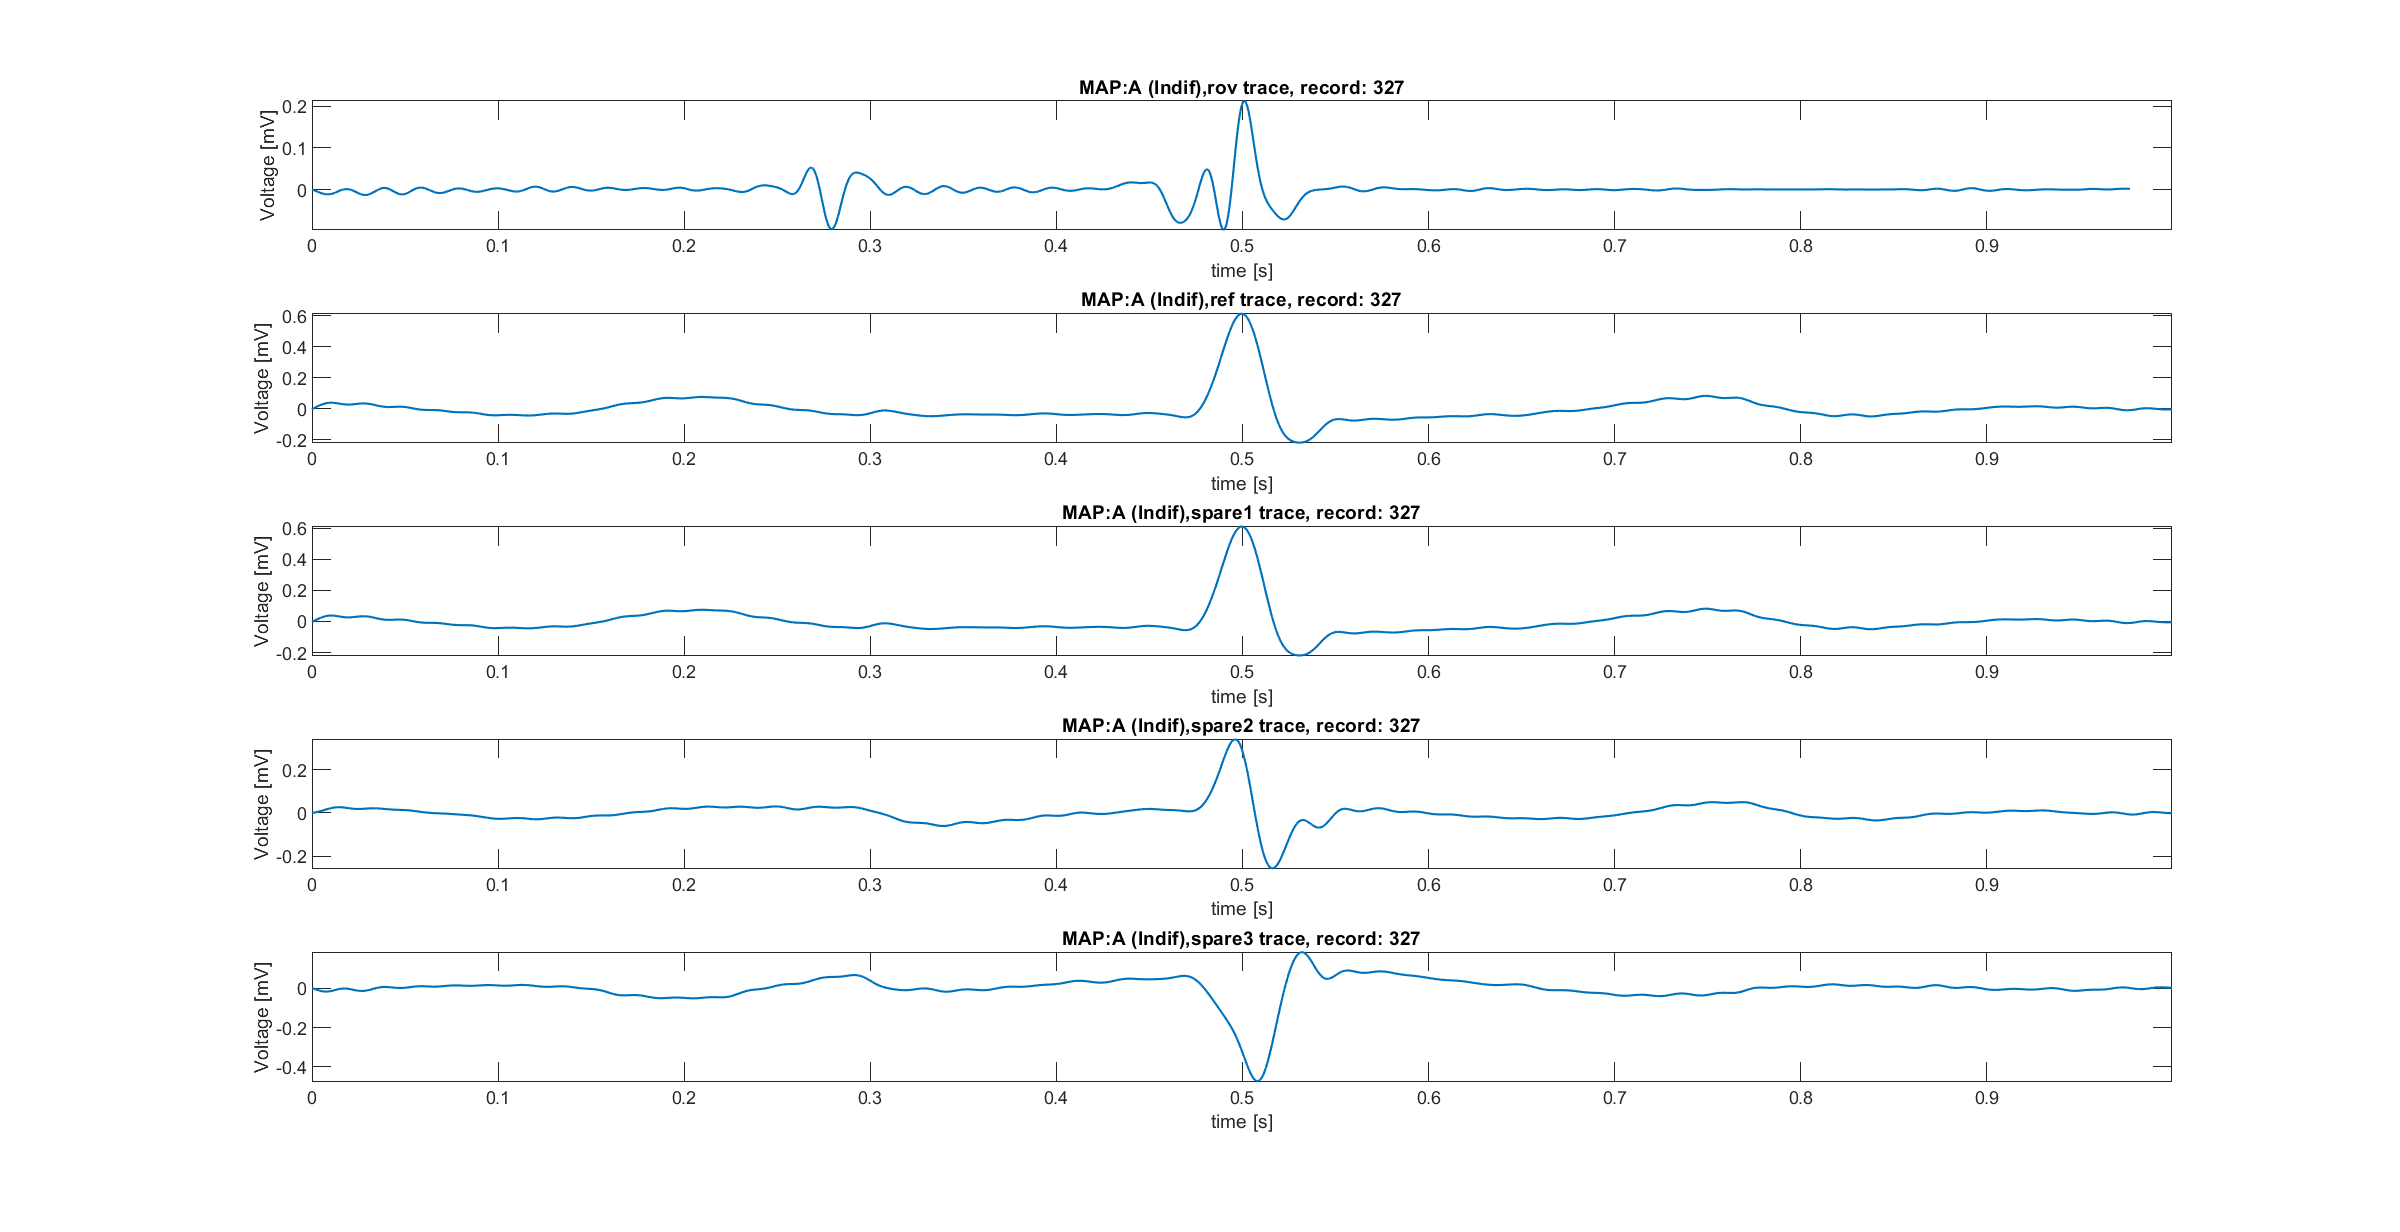 MAP:A (Indif),rov trace, record: 327
Voltage [mV]
0.2
0.1
0
0 0.1 0.2 0.3 0.4 0.5 0.6 0.7 0.8 0.9
time [s]
MAP:A (Indif),ref trace, record: 327
Voltage [mV]
0.6
0.4
0.2
0
-0.2
0 0.1 0.2 0.3 0.4 0.5 0.6 0.7 0.8 0.9
time [s]
MAP:A (Indif),spare1 trace, record: 327
Voltage [mV]
0.6
0.4
0.2
0
-0.2
0 0.1 0.2 0.3 0.4 0.5 0.6 0.7 0.8 0.9
time [s]
MAP:A (Indif),spare2 trace, record: 327
Voltage [mV]
0.2
0
-0.2
0 0.1 0.2 0.3 0.4 0.5 0.6 0.7 0.8 0.9
time [s]
MAP:A (Indif),spare3 trace, record: 327
Voltage [mV]
0
-0.2
-0.4
0 0.1 0.2 0.3 0.4 0.5 0.6 0.7 0.8 0.9
time [s]